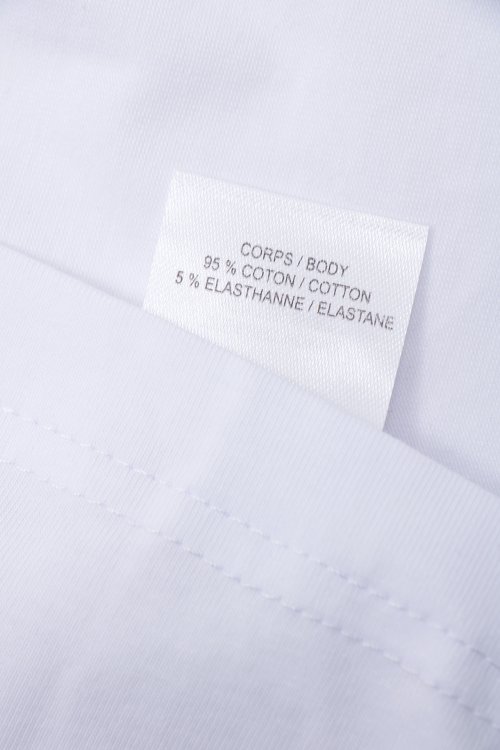 CORPS / BODY
95 % COTON / COTTON
5 % ELASTHANNE / ELASTANE